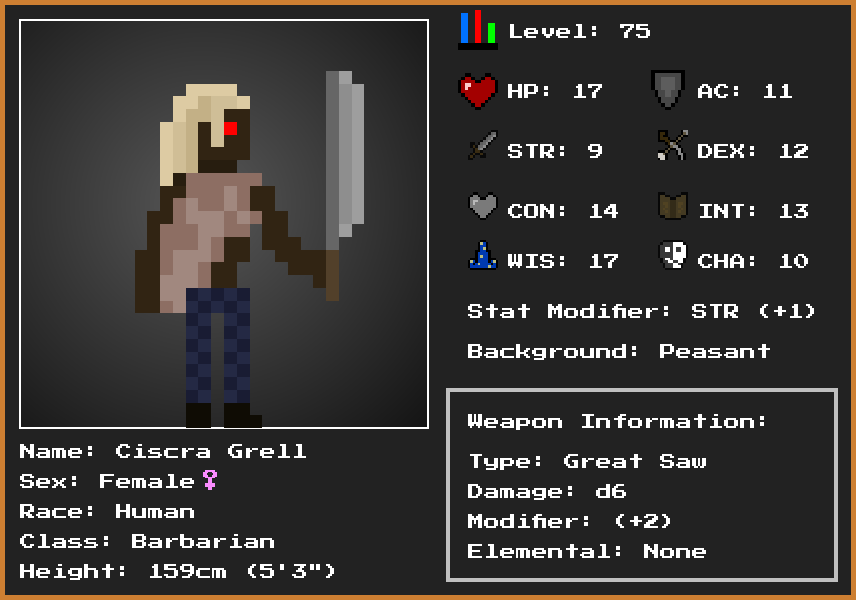 Level: 75
HP: 17
AC: 11
STR: 9
DEX: 12
CON: 14
INT: 13
WIS: 17
CHA: 10
Stat Modifier: STR (+1)
Background: Peasant
Weapon Information:
Type: Great Saw
Damage: d6
Modifier: (+2)
Elemental: None
Name: Ciscra Grell
Sex: Female♀
Race: Human
Class: Barbarian
Height: 159cm (5'3")